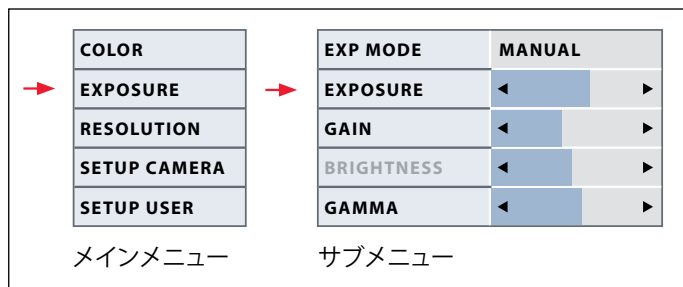 COLOR
EXPOSURE
RESOLUTION
SETUP CAMERA
SETUP USER
メインメニュー
EXP MODE MANUAL
EXPOSURE
GAIN
BRIGHTNESS
GAMMA
サブメニュー